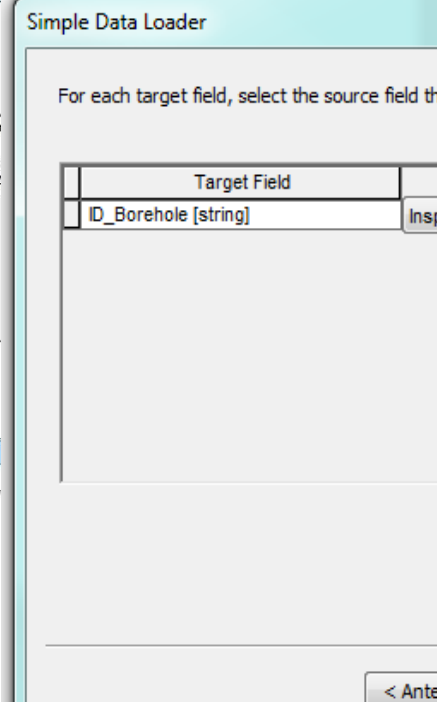 Simple Data Loader
For each target field, select the source field th
Target Field
ID_Borehole [string]
Insp
< Ante